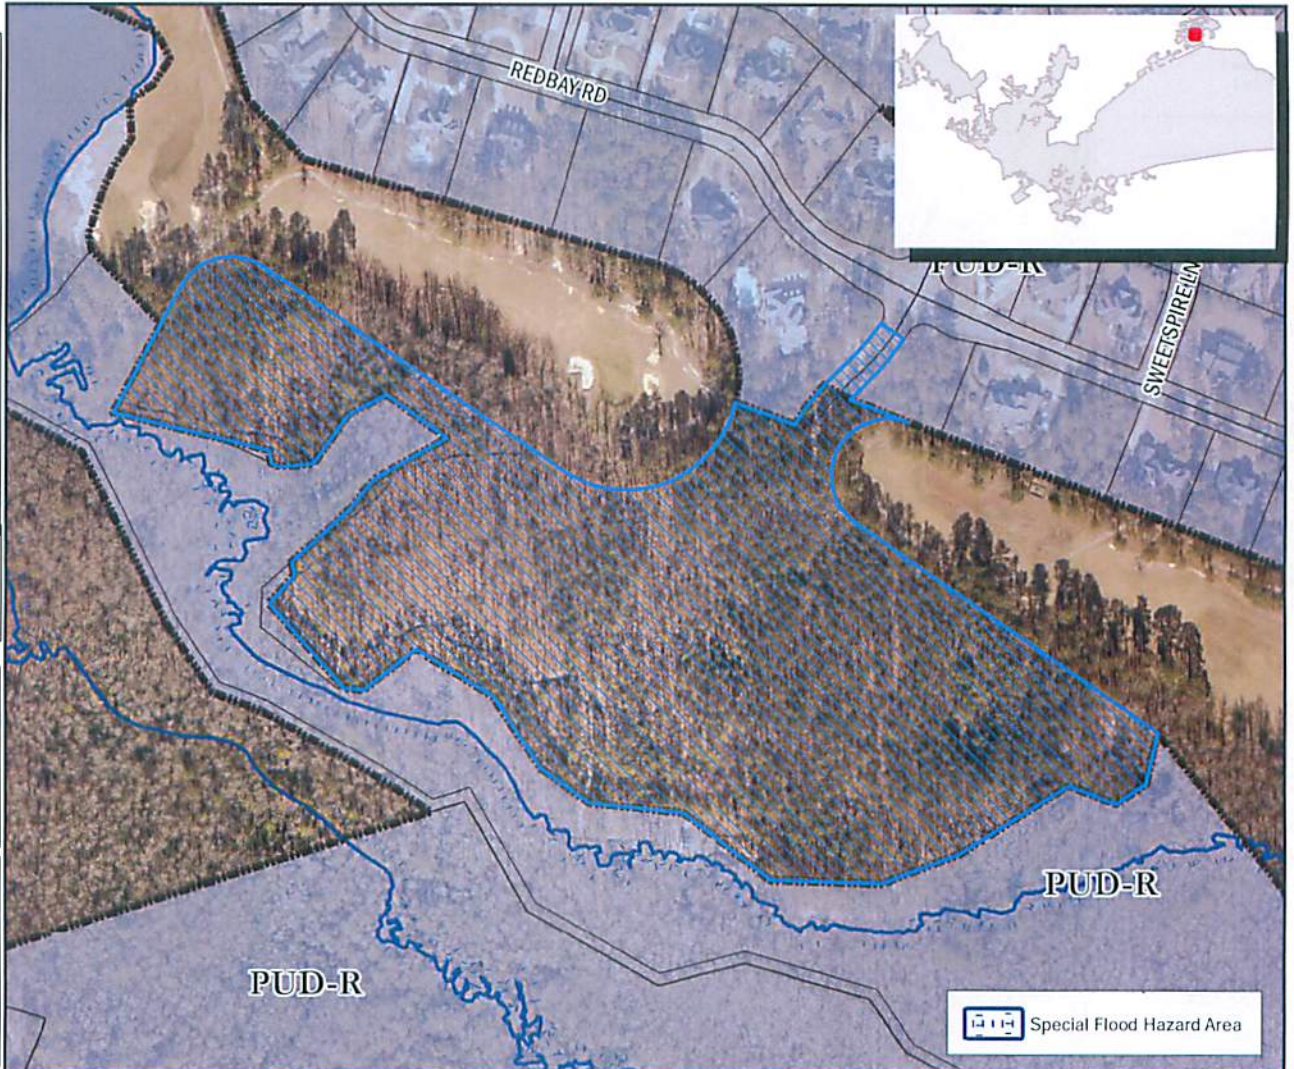 REDBAY RD
PUD-R
SWEETSPIRE LN
PUD-R
PUD-R
Special Flood Hazard Area